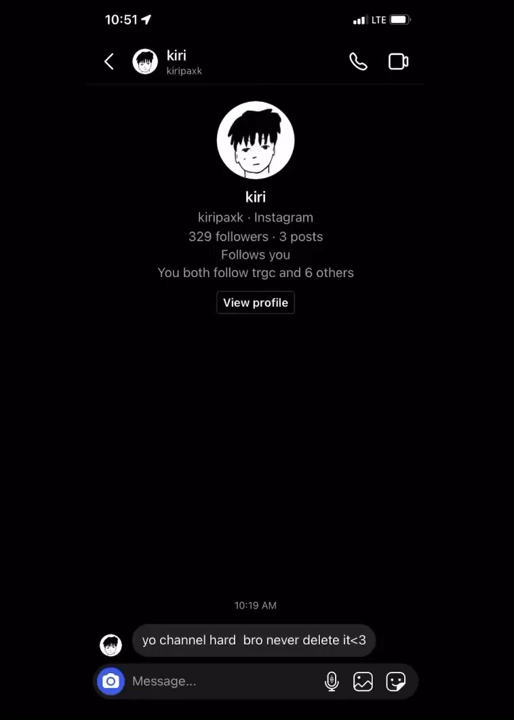 10:51
LTE
kiri
kiripaxk
kiri
kiripaxk · Instagram
329 followers · 3 posts
Follows you
You both follow trgc and 6 others
View profile
10:19 AM
yo channel hard  bro never delete it<3
Message...